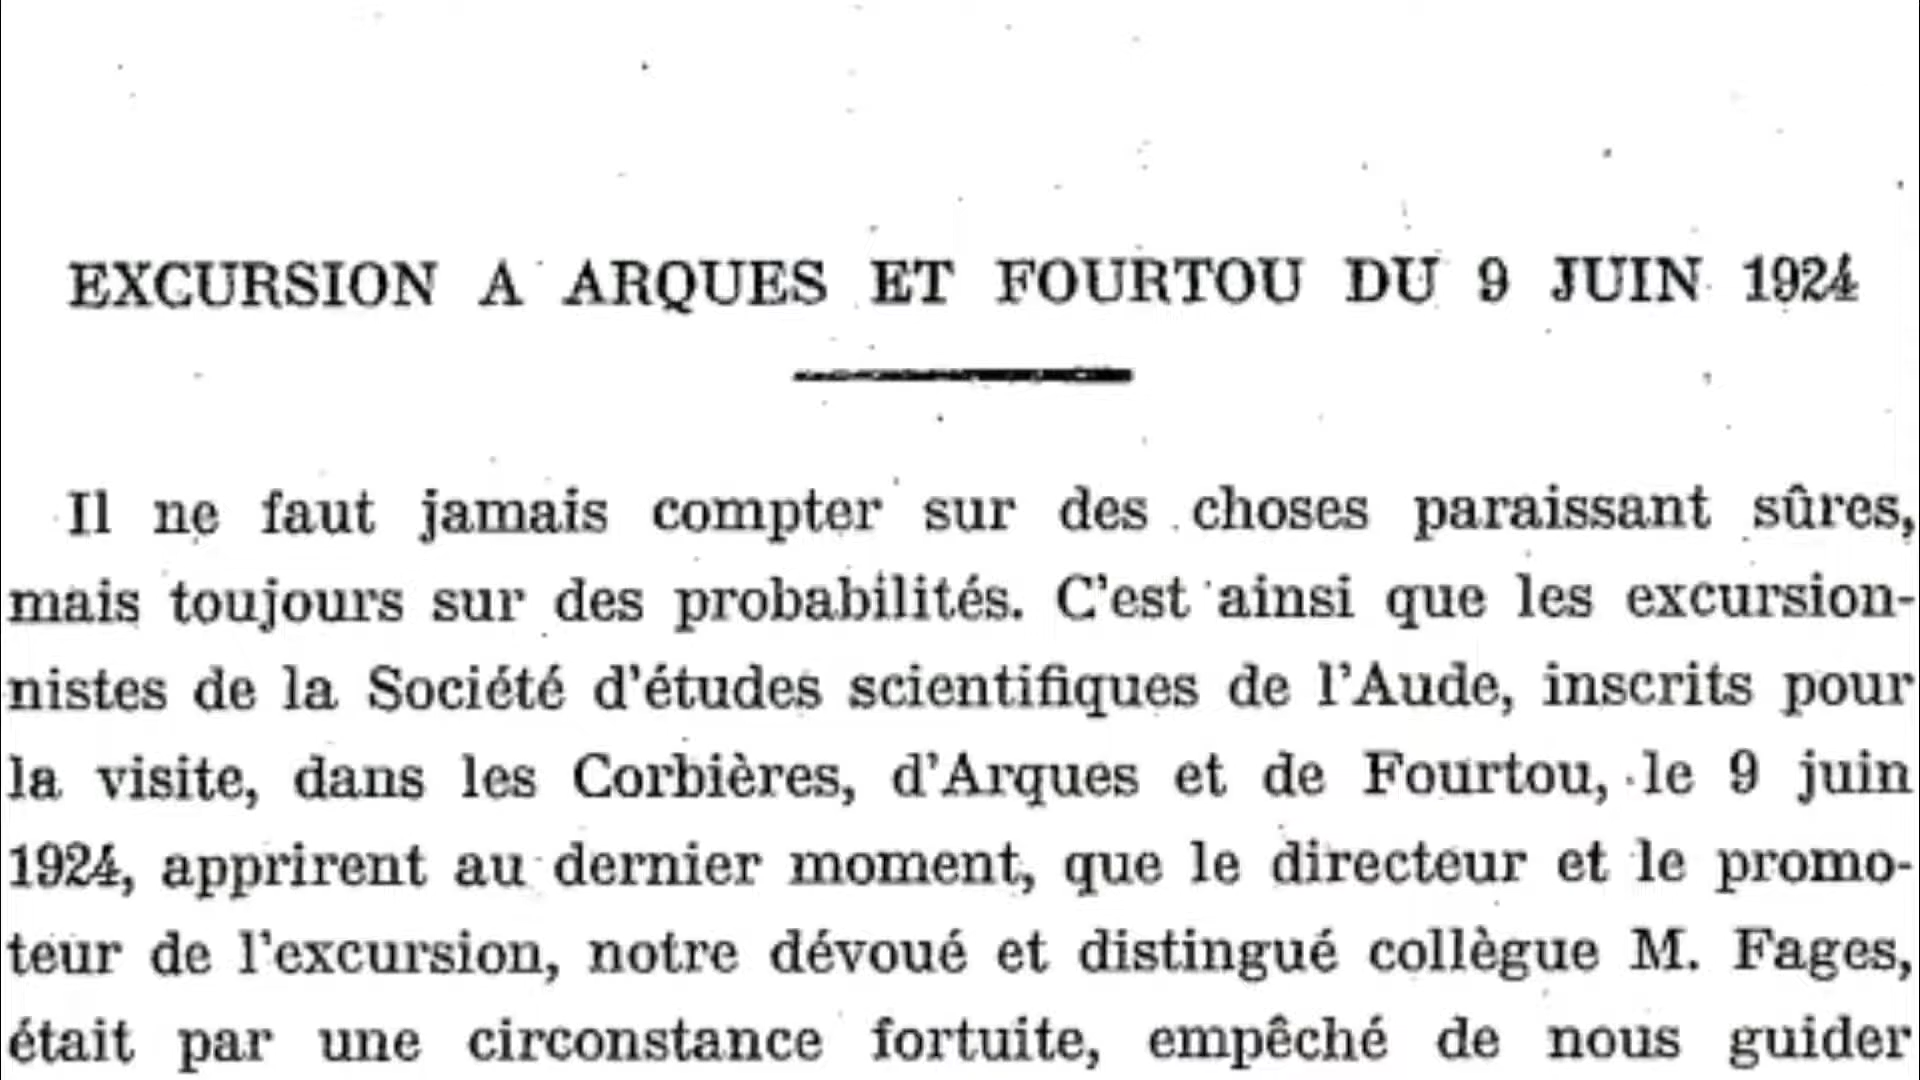 EXCURSION A ARQUES ET FOURTOU DU 9 JUIN 1924
Il ne faut jamais compter sur des choses paraissant sûres,
mais toujours sur des probabilités. C'est ainsi que les excursion-
nistes de la Société d'études scientifiques de l'Aude, inscrits pour
la visite, dans les Corbières, d'Arques et de Fourtou, le 9 juin
1924, apprirent au dernier moment, que le directeur et le promo-
teur de l'excursion, notre dévoué et distingué collègue M. Fages,
était par une circonstance fortuite, empêché de nous guider